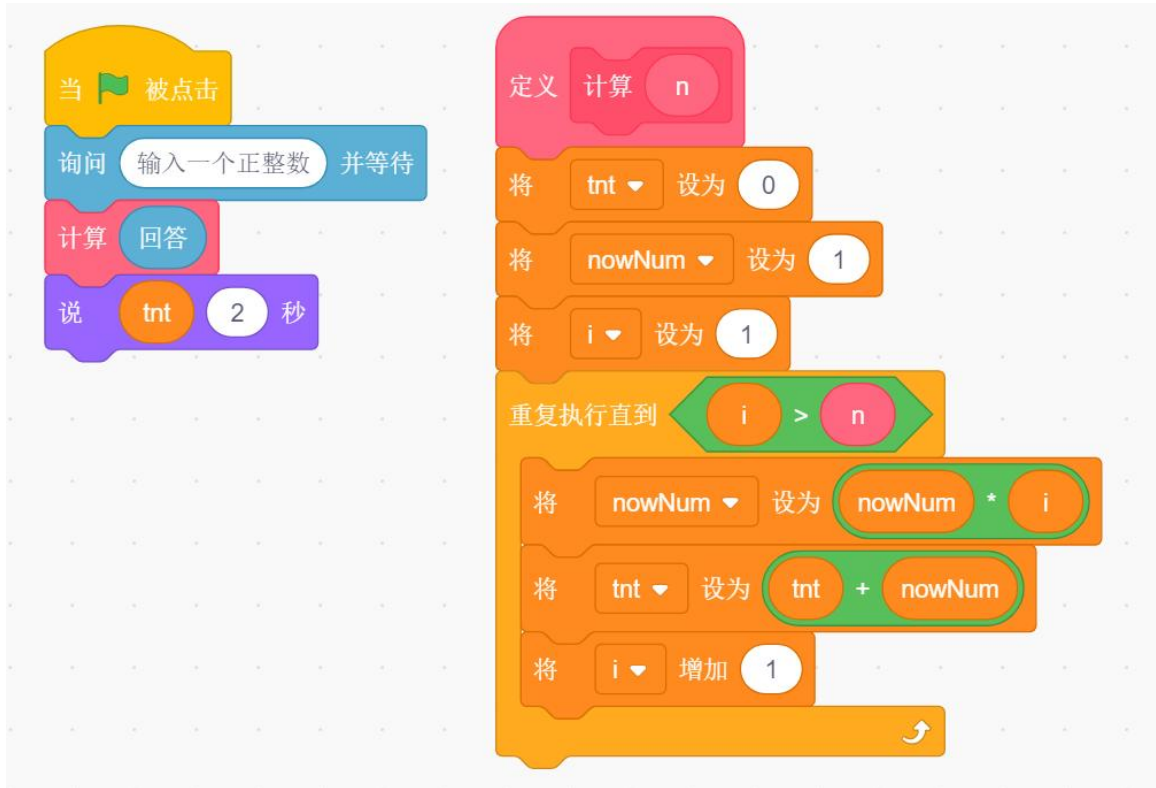 当 被点击
询问 输入一个正整数 并等待
计算 回答
说 tnt 2 秒
定义 计算 n
将 tnt 设为 0
将 nowNum 设为 1
将 i 设为 1
重复执行直到 i > n
将 nowNum 设为 nowNum * i
将 tnt 设为 tnt + nowNum
将 i 增加 1